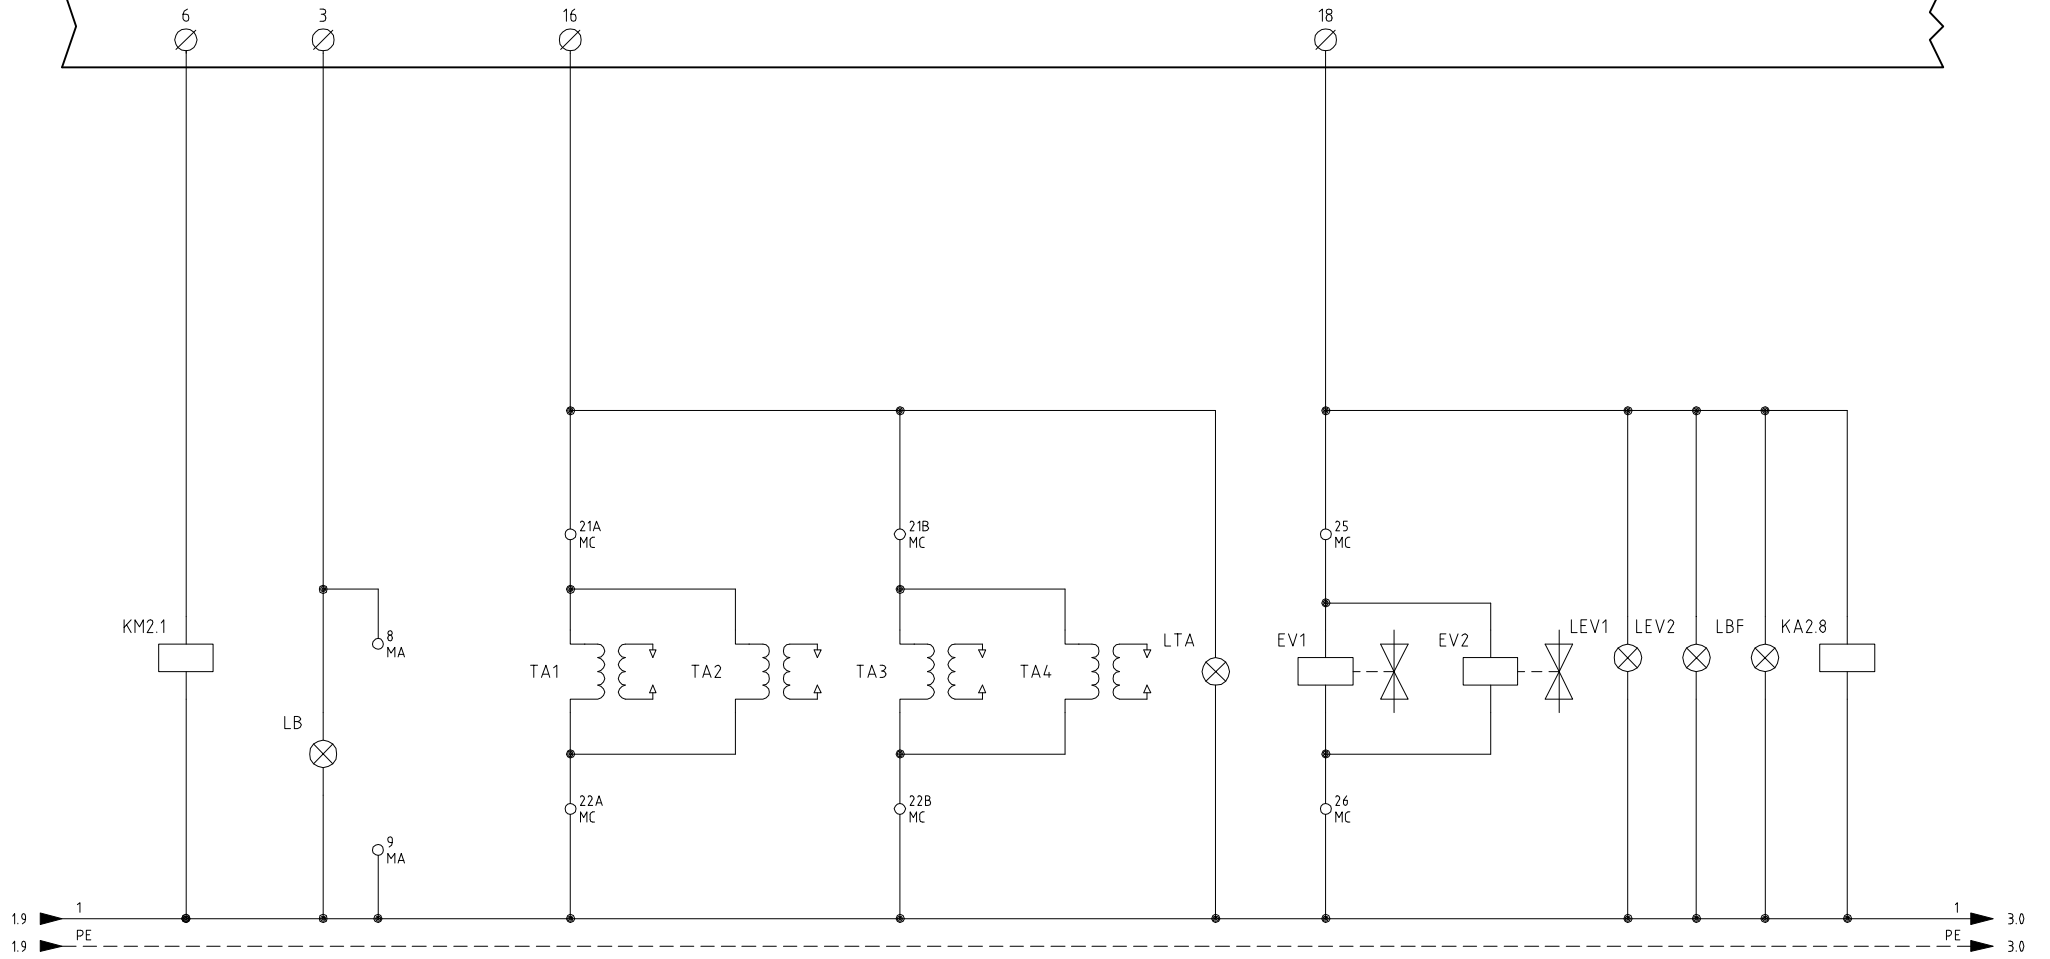 6 3 16 18
21A 21B 25
MC MC MC
KM2.1 LEV1 LEV2 LBF KA2.8
8
MA
LTA EV1 EV2
TA1 TA2 TA3 TA4
LB
22A 22B 26
MC MC MC
9
MA
1 1
1.9 3.0
PE PE
1.9 3.0